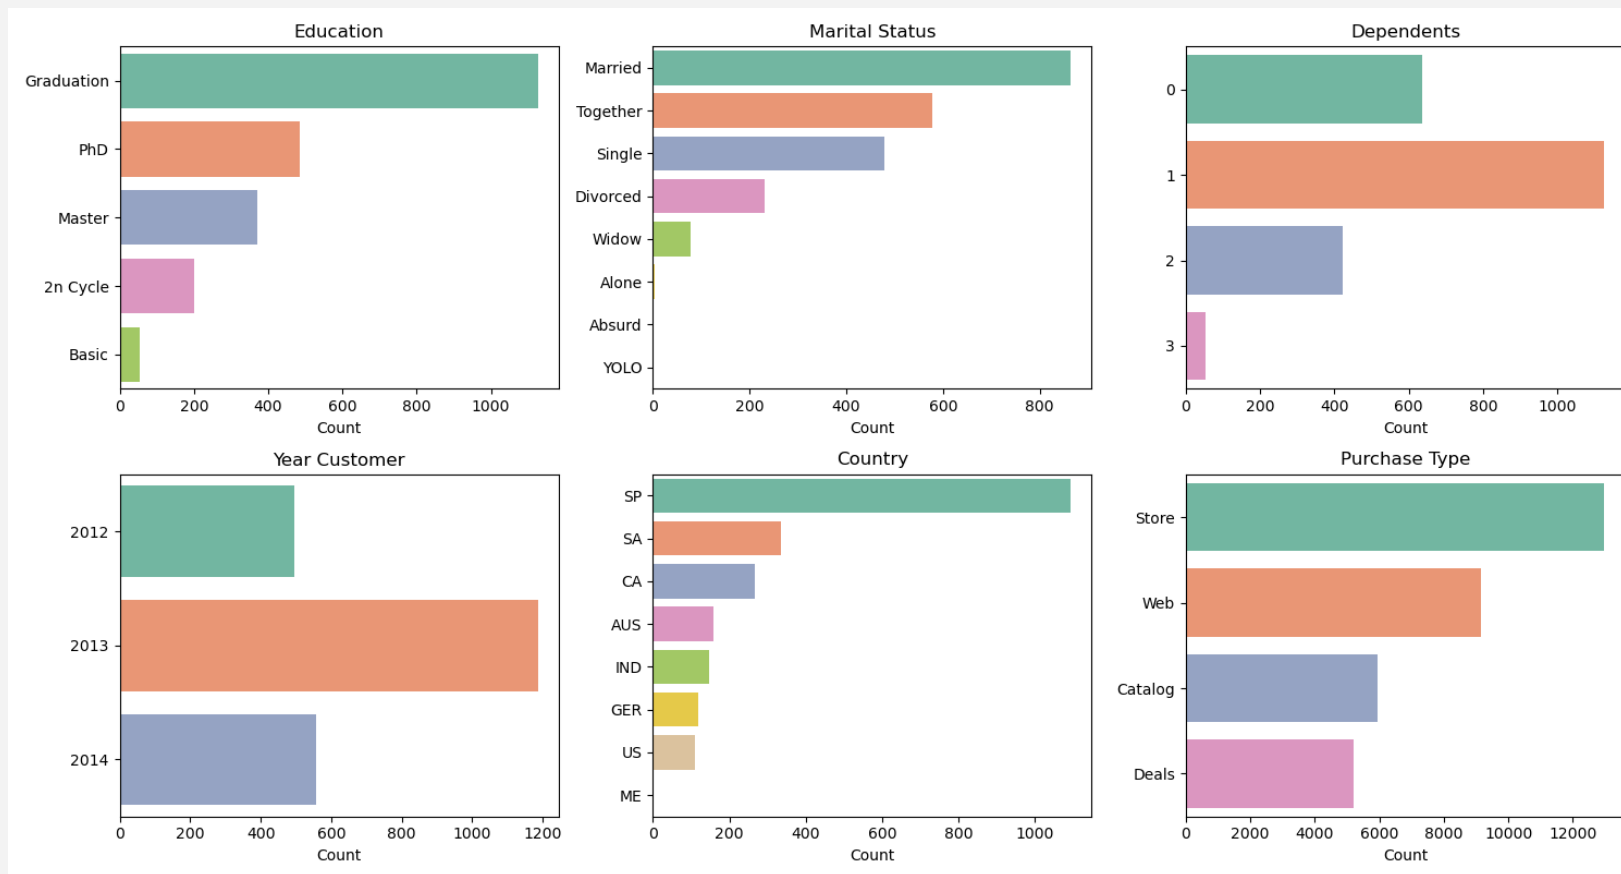 Education
Graduation
PhD
Master
2n Cycle
Basic
0 200 400 600 800 1000
Count
Marital Status
Married
Together
Single
Divorced
Widow
Alone
Absurd
YOLO
0 200 400 600 800
Count
Dependents
0
1
2
3
0 200 400 600 800 1000
Count
Year Customer
2012
2013
2014
0 200 400 600 800 1000 1200
Count
Country
SP
SA
CA
AUS
IND
GER
US
ME
0 200 400 600 800 1000
Count
Purchase Type
Store
Web
Catalog
Deals
0 2000 4000 6000 8000 10000 12000
Count